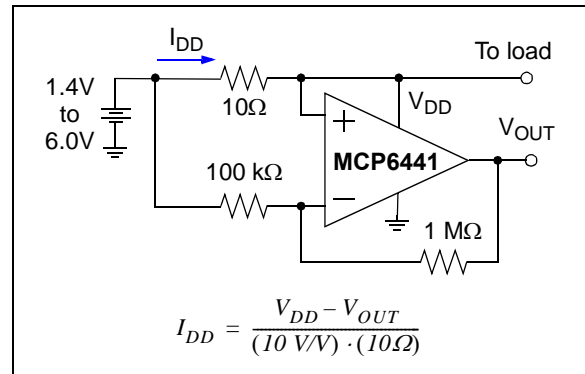 I_DD
To load
1.4V
to
6.0V
10Ω
V_DD
V_OUT
+
MCP6441
100 kΩ
−
1 MΩ
I_DD = (V_DD – V_OUT) / ((10 V/V) · (10Ω))